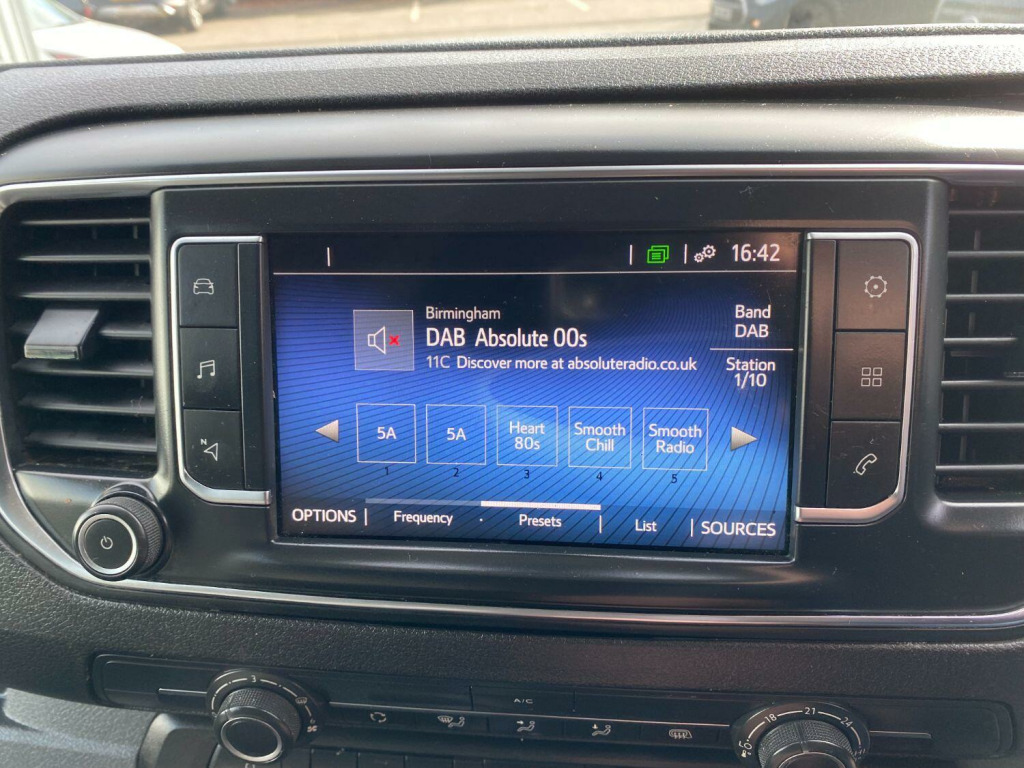 16:42
Birmingham
DAB Absolute 00s
11C Discover more at absoluteradio.co.uk
Band
DAB
Station
1/10
5A
5A
Heart
80s
Smooth
Chill
Smooth
Radio
1
2
3
4
5
OPTIONS
Frequency
Presets
List
SOURCES
N
3
A/C
18
21
24